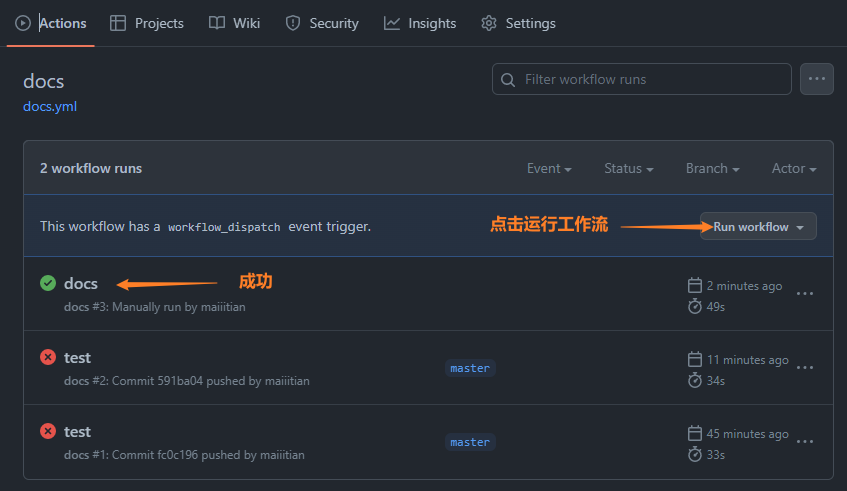 Actions Projects Wiki Security Insights Settings
docs
Filter workflow runs
docs.yml
2 workflow runs Event Status Branch Actor
This workflow has a workflow_dispatch event trigger. 点击运行工作流 Run workflow
docs 成功 2 minutes ago
docs #3: Manually run by maiiitian 49s
test master 11 minutes ago
docs #2: Commit 591ba04 pushed by maiiitian 34s
test master 45 minutes ago
docs #1: Commit fc0c196 pushed by maiiitian 33s